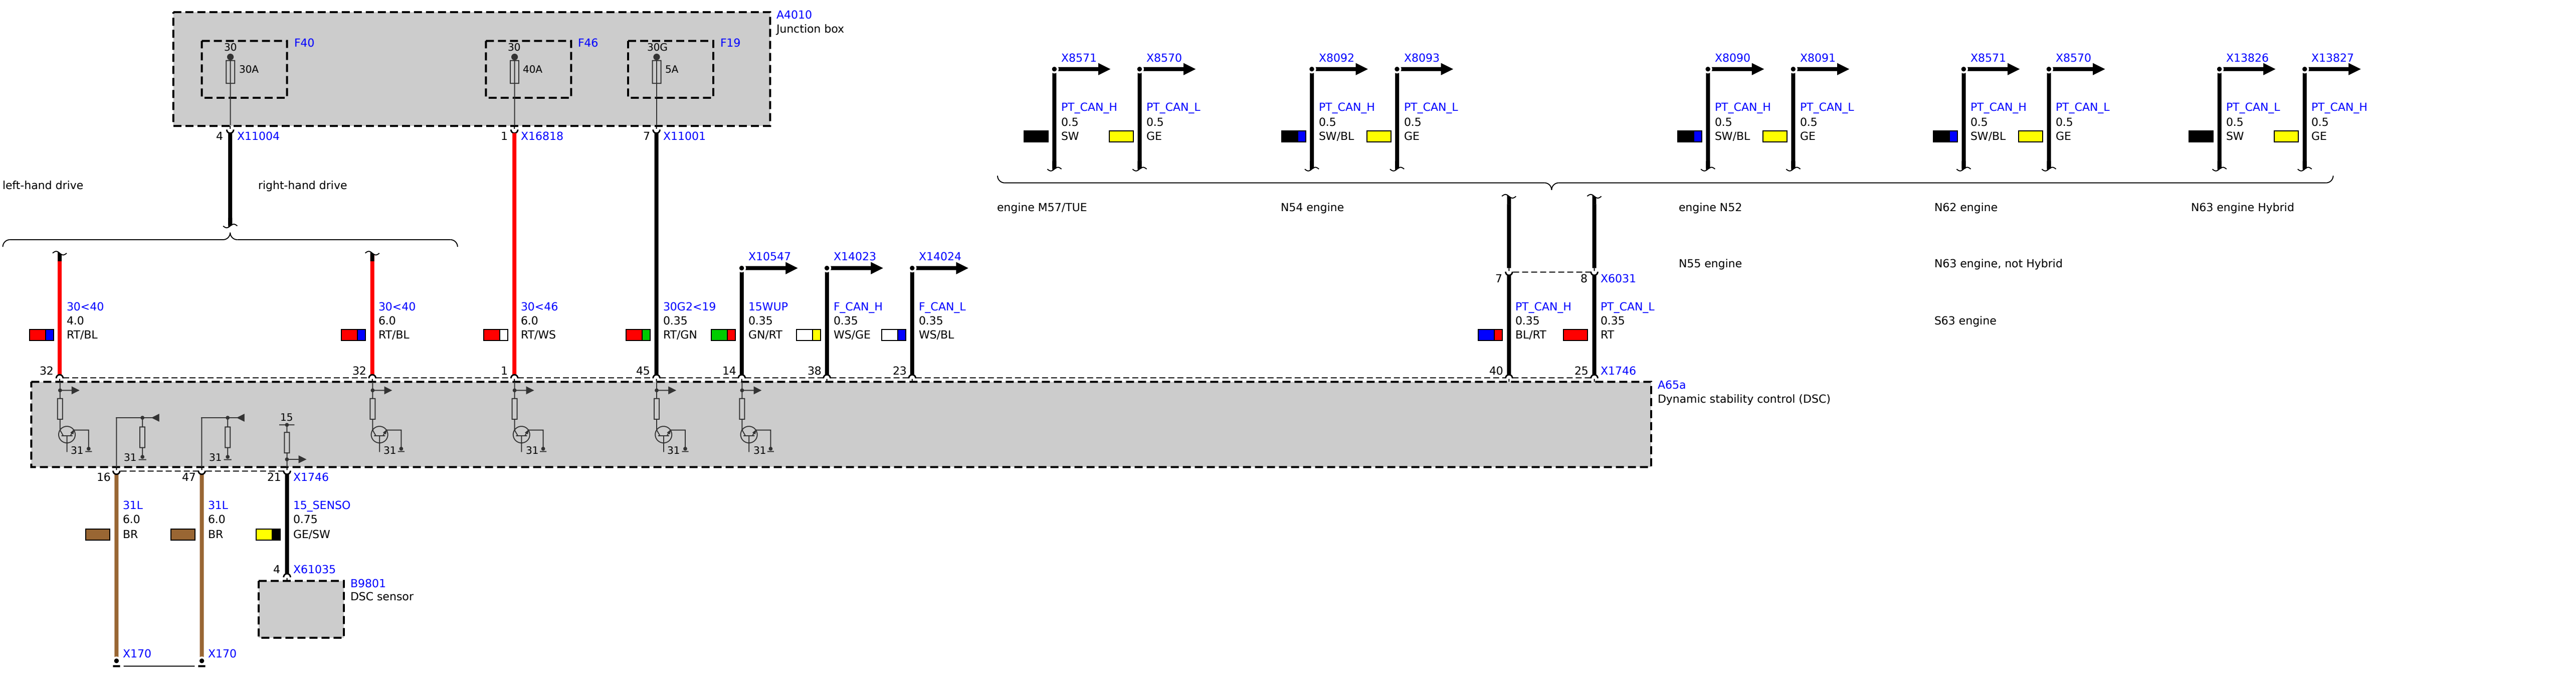 A4010
Junction box
30
F40
30A
30
F46
40A
30G
F19
5A
4
X11004
1
X16818
7
X11001
left-hand drive
right-hand drive
X8571
PT_CAN_H
0.5
SW
X8570
PT_CAN_L
0.5
GE
X8092
PT_CAN_H
0.5
SW/BL
X8093
PT_CAN_L
0.5
GE
X8090
PT_CAN_H
0.5
SW/BL
X8091
PT_CAN_L
0.5
GE
X8571
PT_CAN_H
0.5
SW/BL
X8570
PT_CAN_L
0.5
GE
X13826
PT_CAN_L
0.5
SW
X13827
PT_CAN_H
0.5
GE
engine M57/TUE
N54 engine
engine N52
N62 engine
N63 engine Hybrid
N55 engine
N63 engine, not Hybrid
S63 engine
30<40
4.0
RT/BL
32
30<40
6.0
RT/BL
32
30<46
6.0
RT/WS
1
30G2<19
0.35
RT/GN
45
X10547
15WUP
0.35
GN/RT
14
X14023
F_CAN_H
0.35
WS/GE
38
X14024
F_CAN_L
0.35
WS/BL
23
7
8
X6031
PT_CAN_H
0.35
BL/RT
40
PT_CAN_L
0.35
RT
25
X1746
A65a
Dynamic stability control (DSC)
15
31
31
31
31
31
31
31
16
47
21
X1746
31L
6.0
BR
31L
6.0
BR
15_SENSO
0.75
GE/SW
4
X61035
B9801
DSC sensor
X170
X170